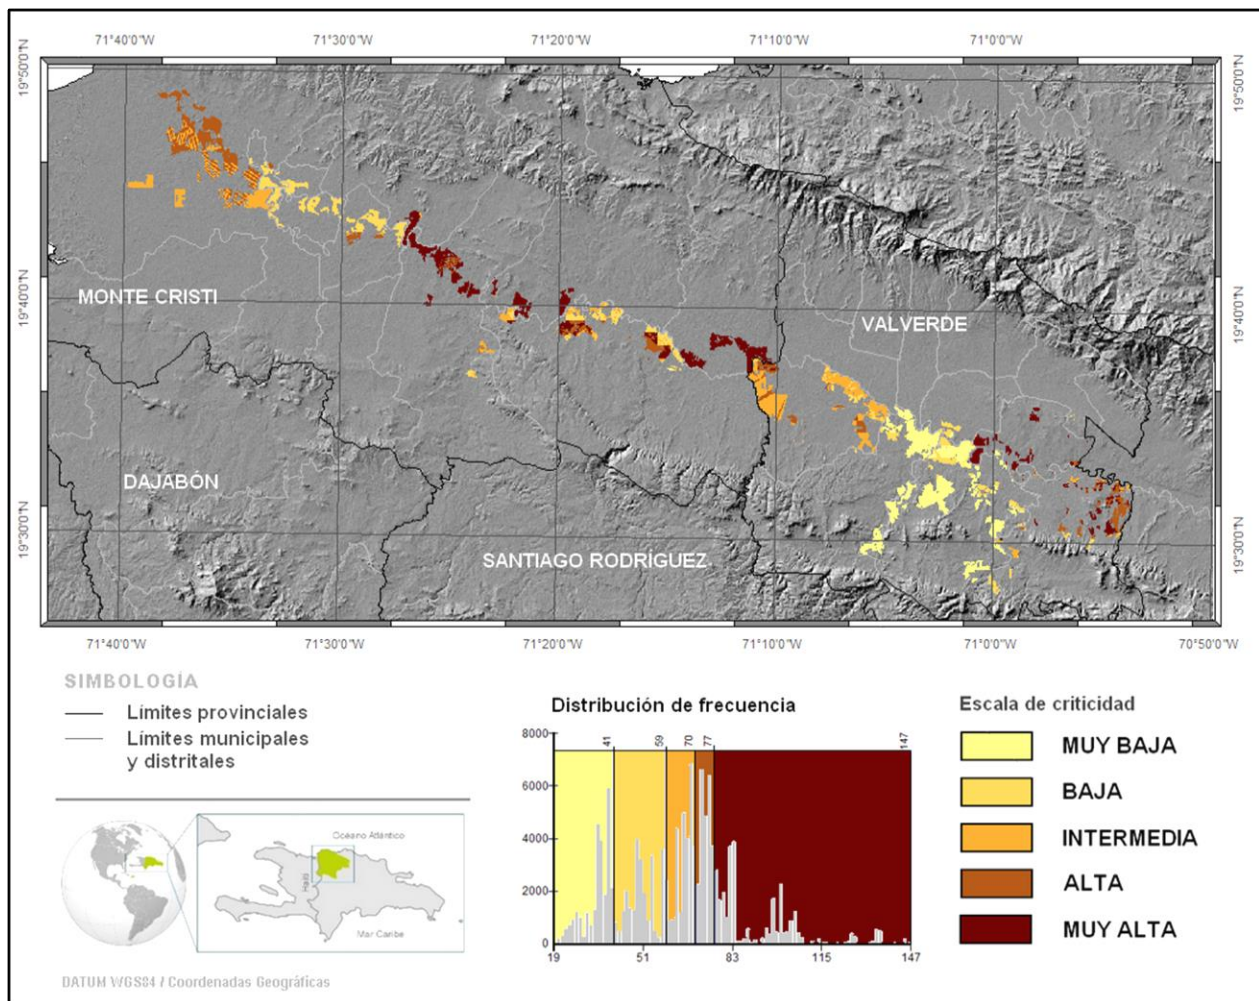 71°40'0"W 71°30'0"W 71°20'0"W 71°10'0"W 71°0'0"W
19°50'0"N 19°50'0"N
19°40'0"N 19°40'0"N
MONTE CRISTI
VALVERDE
DAJABÓN
19°30'0"N 19°30'0"N
SANTIAGO RODRÍGUEZ
71°40'0"W 71°30'0"W 71°20'0"W 71°10'0"W 71°0'0"W 70°50'0"W
SIMBOLOGÍA
Límites provinciales
Límites municipales
y distritales
Océano Atlántico
Haití
Mar Caribe
DATUM WGS84 / Coordenadas Geográficas
Distribución de frecuencia
41 59 70 77 147
8000
6000
4000
2000
0
19 51 83 115 147
Escala de criticidad
MUY BAJA
BAJA
INTERMEDIA
ALTA
MUY ALTA